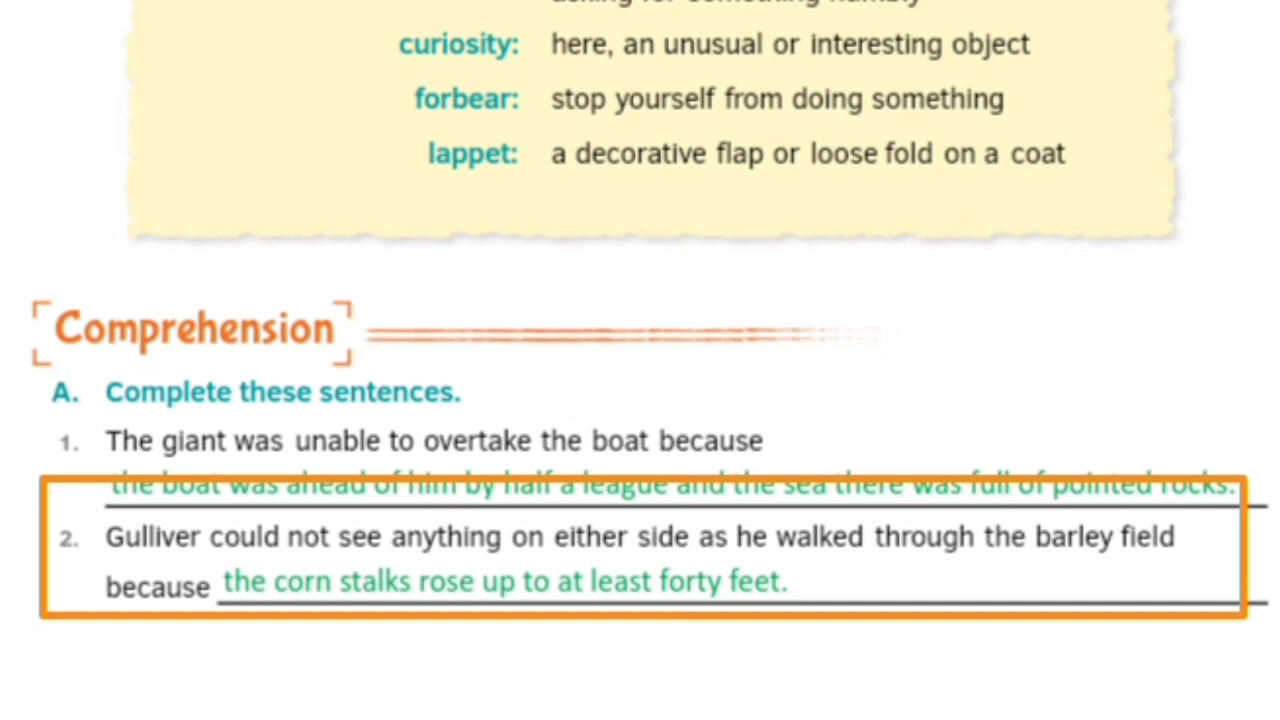 asking for something humbly
curiosity: here, an unusual or interesting object
forbear: stop yourself from doing something
lappet: a decorative flap or loose fold on a coat
Comprehension
A. Complete these sentences.
1. The giant was unable to overtake the boat because
the boat was ahead of him by half a league and the sea there was full of pointed rocks.
2. Gulliver could not see anything on either side as he walked through the barley field
because the corn stalks rose up to at least forty feet.